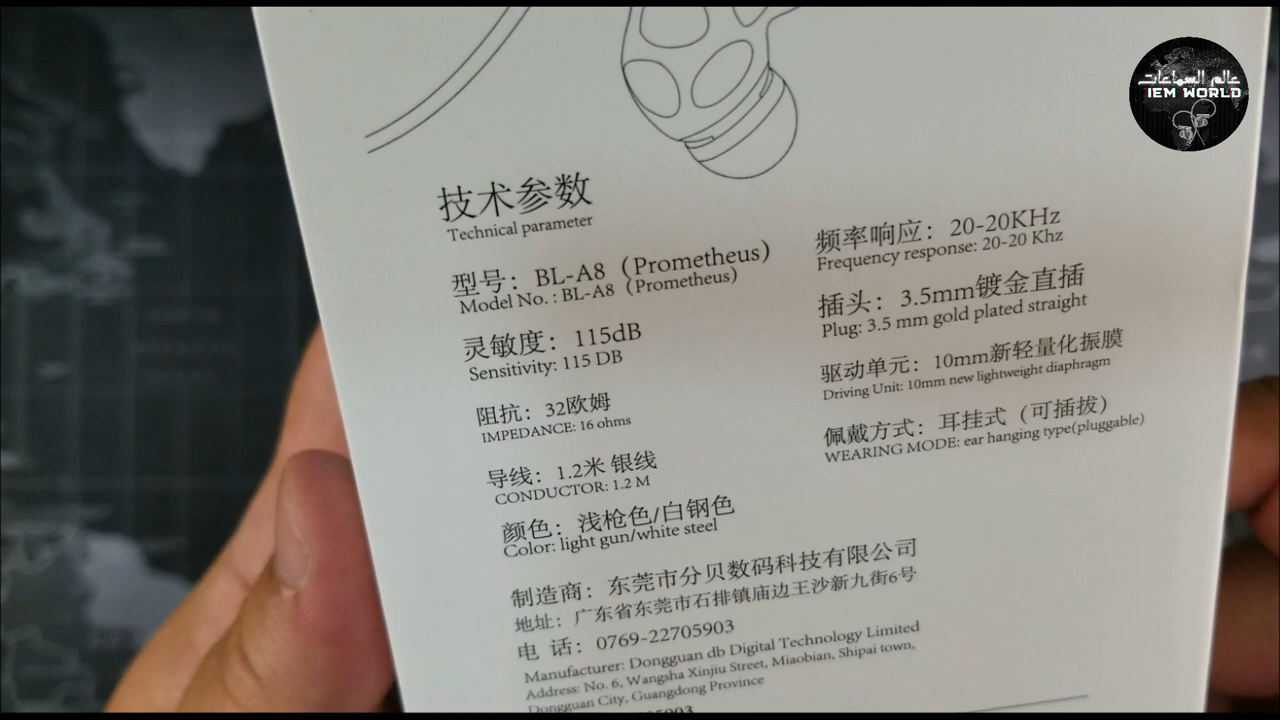 عالم السماعات
IEM WORLD
技术参数
Technical parameter
型号：BL-A8（Prometheus）
Model No. : BL-A8（Prometheus)
灵敏度：115dB
Sensitivity: 115 DB
阻抗：32欧姆
IMPEDANCE: 16 ohms
导线：1.2米 银线
CONDUCTOR: 1.2 M
颜色：浅枪色/白钢色
Color: light gun/white steel
频率响应：20-20KHz
Frequency response: 20-20 Khz
插头：3.5mm镀金直插
Plug: 3.5 mm gold plated straight
驱动单元：10mm新轻量化振膜
Driving Unit: 10mm new lightweight diaphragm
佩戴方式：耳挂式（可插拔）
WEARING MODE: ear hanging type(pluggable)
制造商：东莞市分贝数码科技有限公司
地址：广东省东莞市石排镇庙边王沙新九街6号
电 话：0769-22705903
Manufacturer: Dongguan db Digital Technology Limited
Address: No. 6, Wangsha Xinjiu Street, Miaobian, Shipai town,
Dongguan City, Guangdong Province